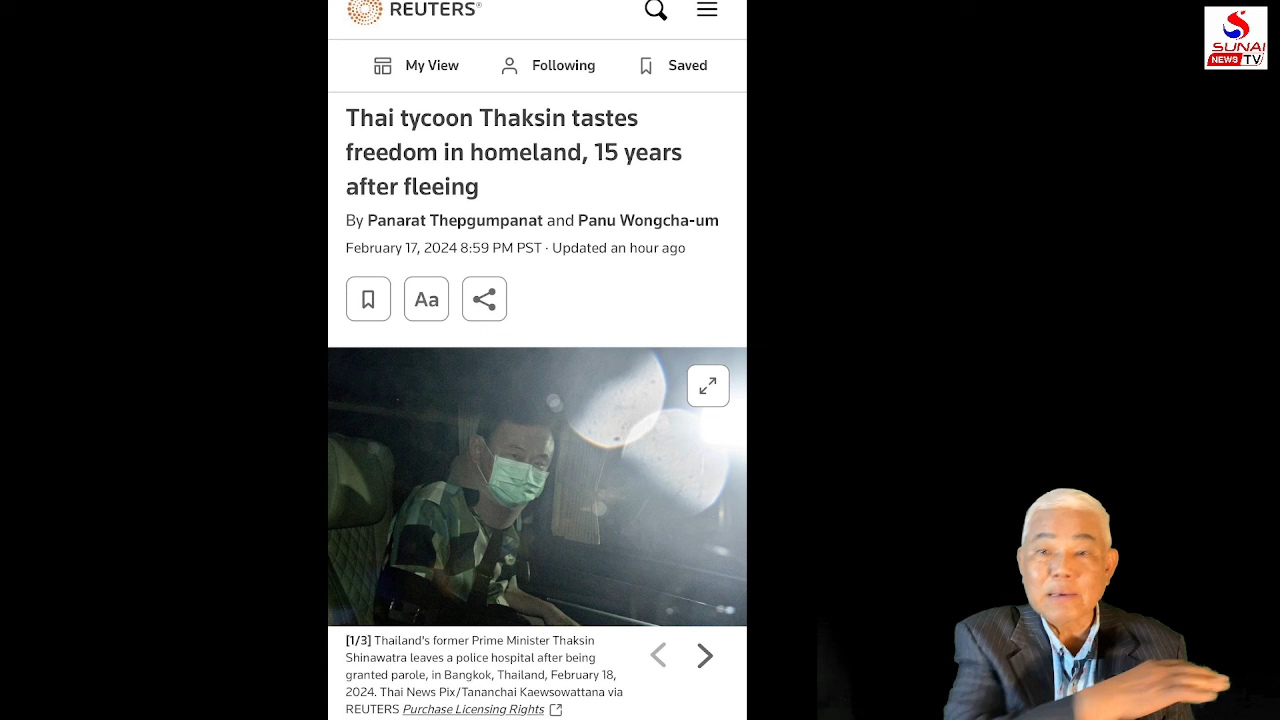 REUTERS®
SUNAI
NEWS TV
My View
Following
Saved
Thai tycoon Thaksin tastes
freedom in homeland, 15 years
after fleeing
By Panarat Thepgumpanat and Panu Wongcha-um
February 17, 2024 8:59 PM PST · Updated an hour ago
Aa
[1/3] Thailand's former Prime Minister Thaksin
Shinawatra leaves a police hospital after being
granted parole, in Bangkok, Thailand, February 18,
2024. Thai News Pix/Tananchai Kaewsowattana via
REUTERS Purchase Licensing Rights